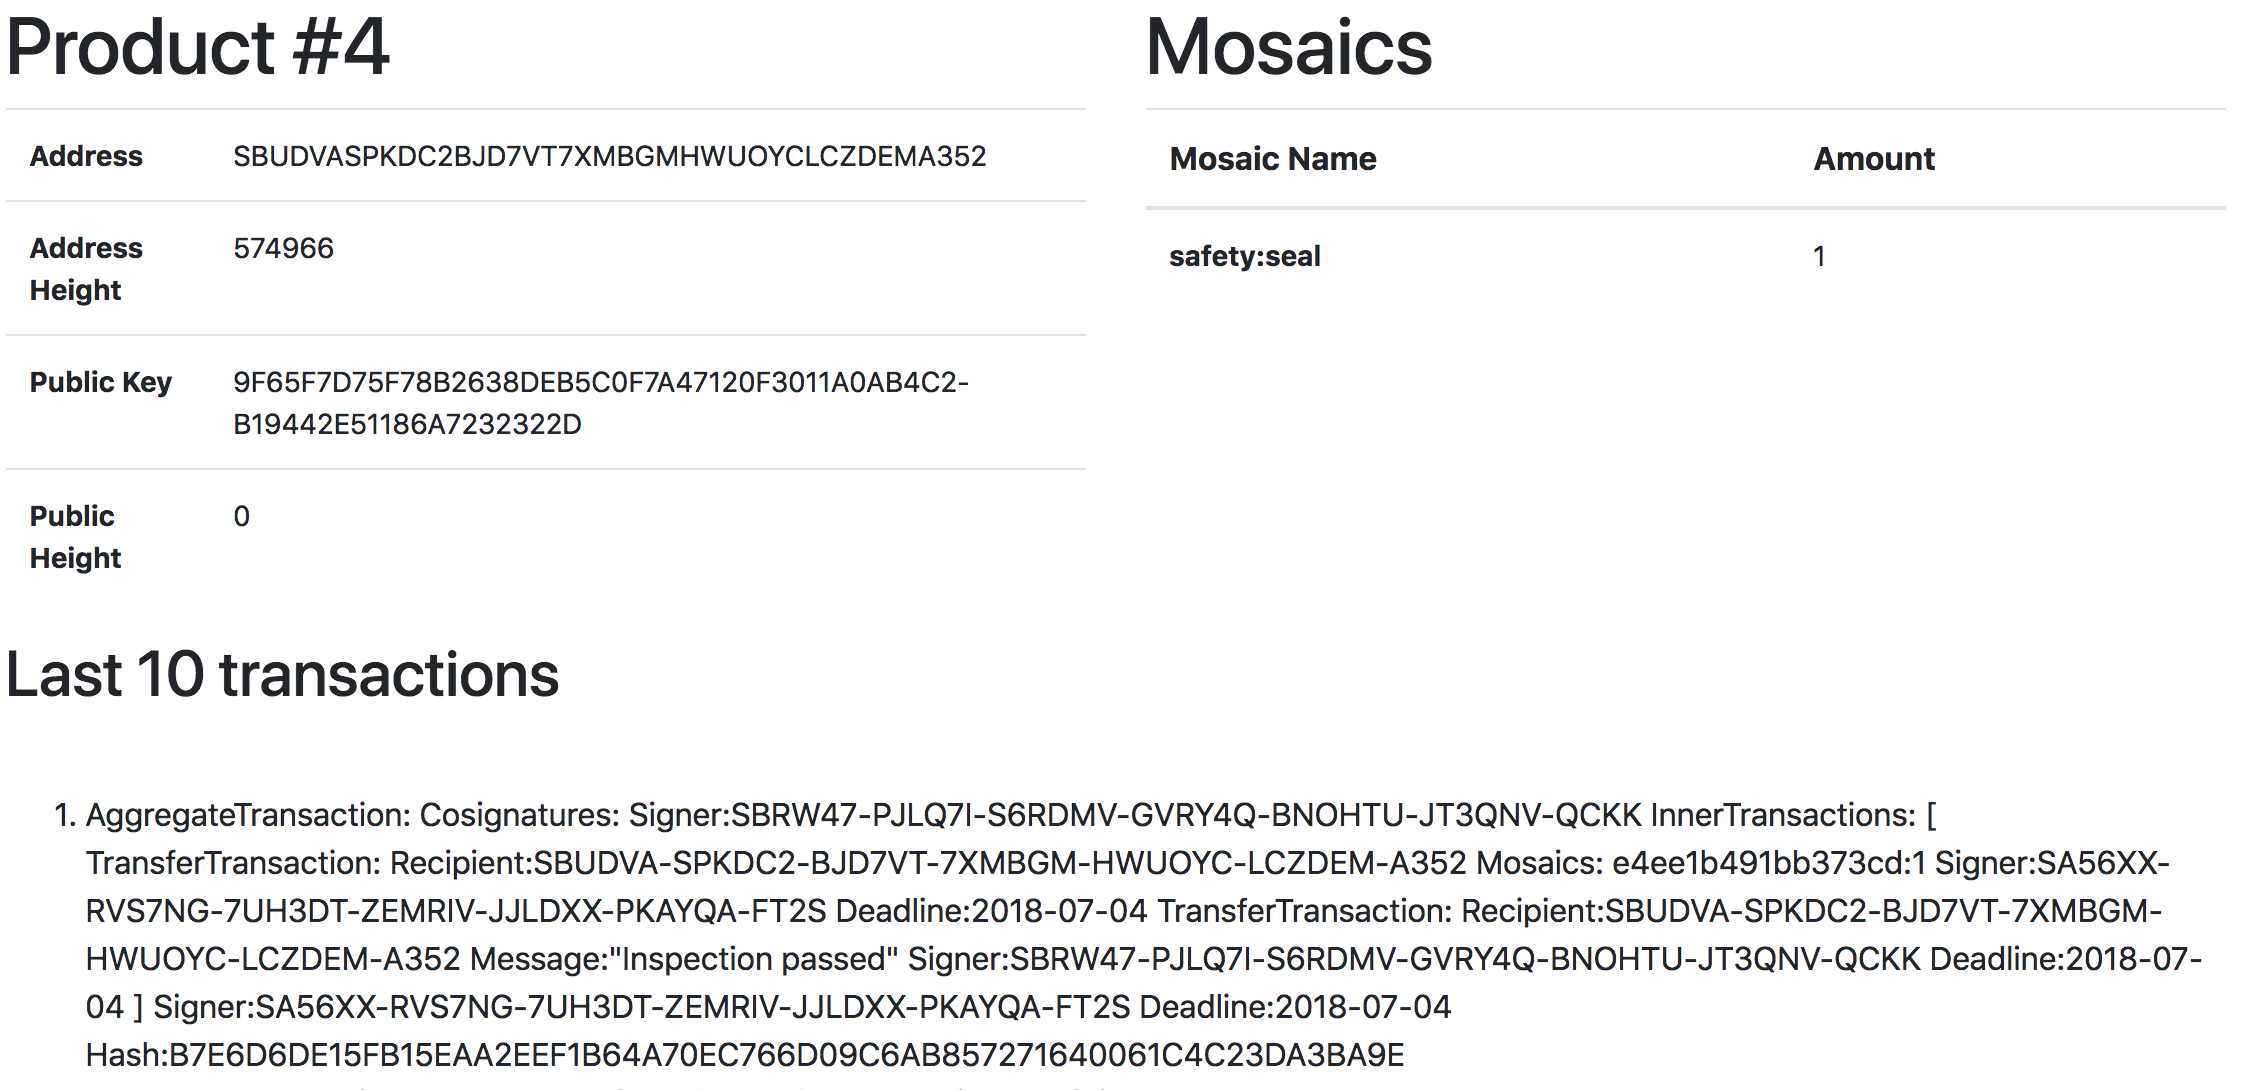 Product #4
Address SBUDVASPKDC2BJD7VT7XMBGMHWUOYCLCZDEMA352
Address Height 574966
Public Key 9F65F7D75F78B2638DEB5C0F7A47120F3011A0AB4C2-
B19442E51186A7232322D
Public Height 0
Mosaics
Mosaic Name Amount
safety:seal 1
Last 10 transactions
1. AggregateTransaction: Cosignatures: Signer:SBRW47-PJLQ7I-S6RDMV-GVRY4Q-BNOHTU-JT3QNV-QCKK InnerTransactions: [
TransferTransaction: Recipient:SBUDVA-SPKDC2-BJD7VT-7XMBGM-HWUOYC-LCZDEM-A352 Mosaics: e4ee1b491bb373cd:1 Signer:SA56XX-
RVS7NG-7UH3DT-ZEMRIV-JJLDXX-PKAYQA-FT2S Deadline:2018-07-04 TransferTransaction: Recipient:SBUDVA-SPKDC2-BJD7VT-7XMBGM-
HWUOYC-LCZDEM-A352 Message:"Inspection passed" Signer:SBRW47-PJLQ7I-S6RDMV-GVRY4Q-BNOHTU-JT3QNV-QCKK Deadline:2018-07-
04 ] Signer:SA56XX-RVS7NG-7UH3DT-ZEMRIV-JJLDXX-PKAYQA-FT2S Deadline:2018-07-04
Hash:B7E6D6DE15FB15EAA2EEF1B64A70EC766D09C6AB857271640061C4C23DA3BA9E